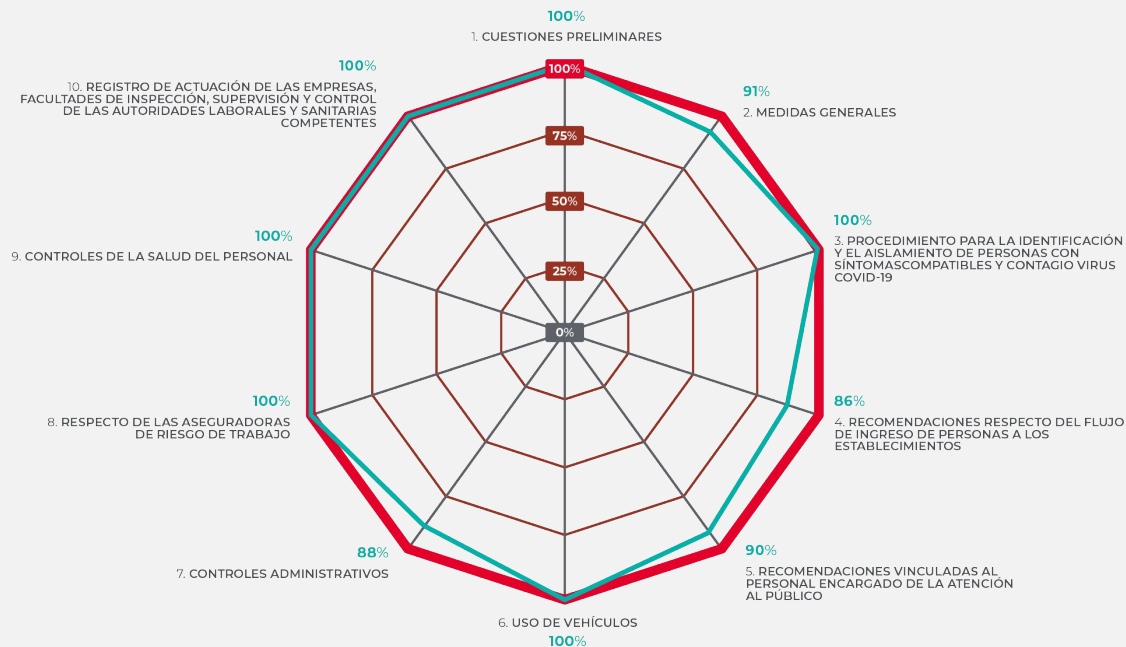 100%
1. CUESTIONES PRELIMINARES
91%
2. MEDIDAS GENERALES
100%
3. PROCEDIMIENTO PARA LA IDENTIFICACIÓN
Y EL AISLAMIENTO DE PERSONAS CON
SÍNTOMASCOMPATIBLES Y CONTAGIO VIRUS
COVID-19
86%
4. RECOMENDACIONES RESPECTO DEL FLUJO
DE INGRESO DE PERSONAS A LOS
ESTABLECIMIENTOS
90%
5. RECOMENDACIONES VINCULADAS AL
PERSONAL ENCARGADO DE LA ATENCIÓN
AL PÚBLICO
6. USO DE VEHÍCULOS
100%
88%
7. CONTROLES ADMINISTRATIVOS
100%
8. RESPECTO DE LAS ASEGURADORAS
DE RIESGO DE TRABAJO
100%
9. CONTROLES DE LA SALUD DEL PERSONAL
100%
10. REGISTRO DE ACTUACIÓN DE LAS EMPRESAS,
FACULTADES DE INSPECCIÓN, SUPERVISIÓN Y CONTROL
DE LAS AUTORIDADES LABORALES Y SANITARIAS
COMPETENTES
100%
75%
50%
25%
0%